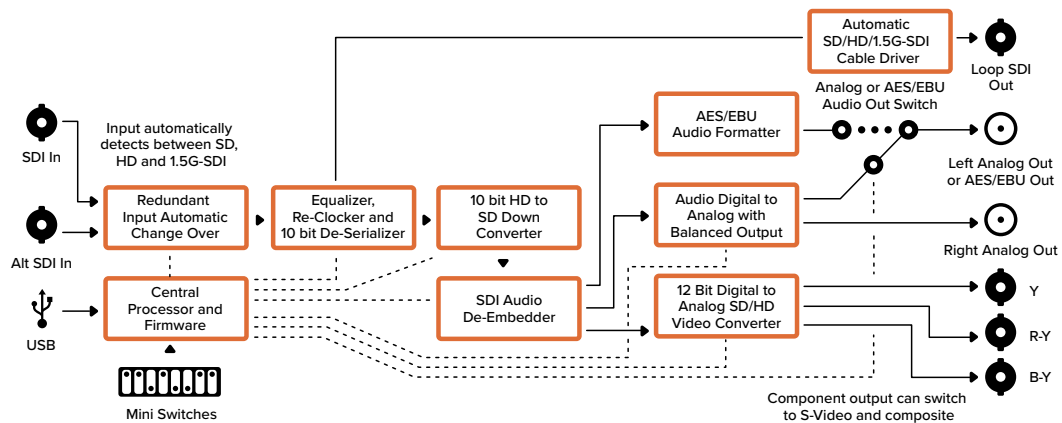 Automatic
SD/HD/1.5G-SDI
Cable Driver
Loop SDI
Out
Analog or AES/EBU
Audio Out Switch
AES/EBU
Audio Formatter
Input automatically
detects between SD,
HD and 1.5G-SDI
SDI In
Left Analog Out
or AES/EBU Out
Redundant
Input Automatic
Change Over
Equalizer,
Re-Clocker and
10 bit De-Serializer
10 bit HD to
SD Down
Converter
Audio Digital to
Analog with
Balanced Output
Alt SDI In
Right Analog Out
Central
Processor and
Firmware
SDI Audio
De-Embedder
12 Bit Digital to
Analog SD/HD
Video Converter
Y
USB
R-Y
B-Y
Mini Switches
Component output can switch
to S-Video and composite